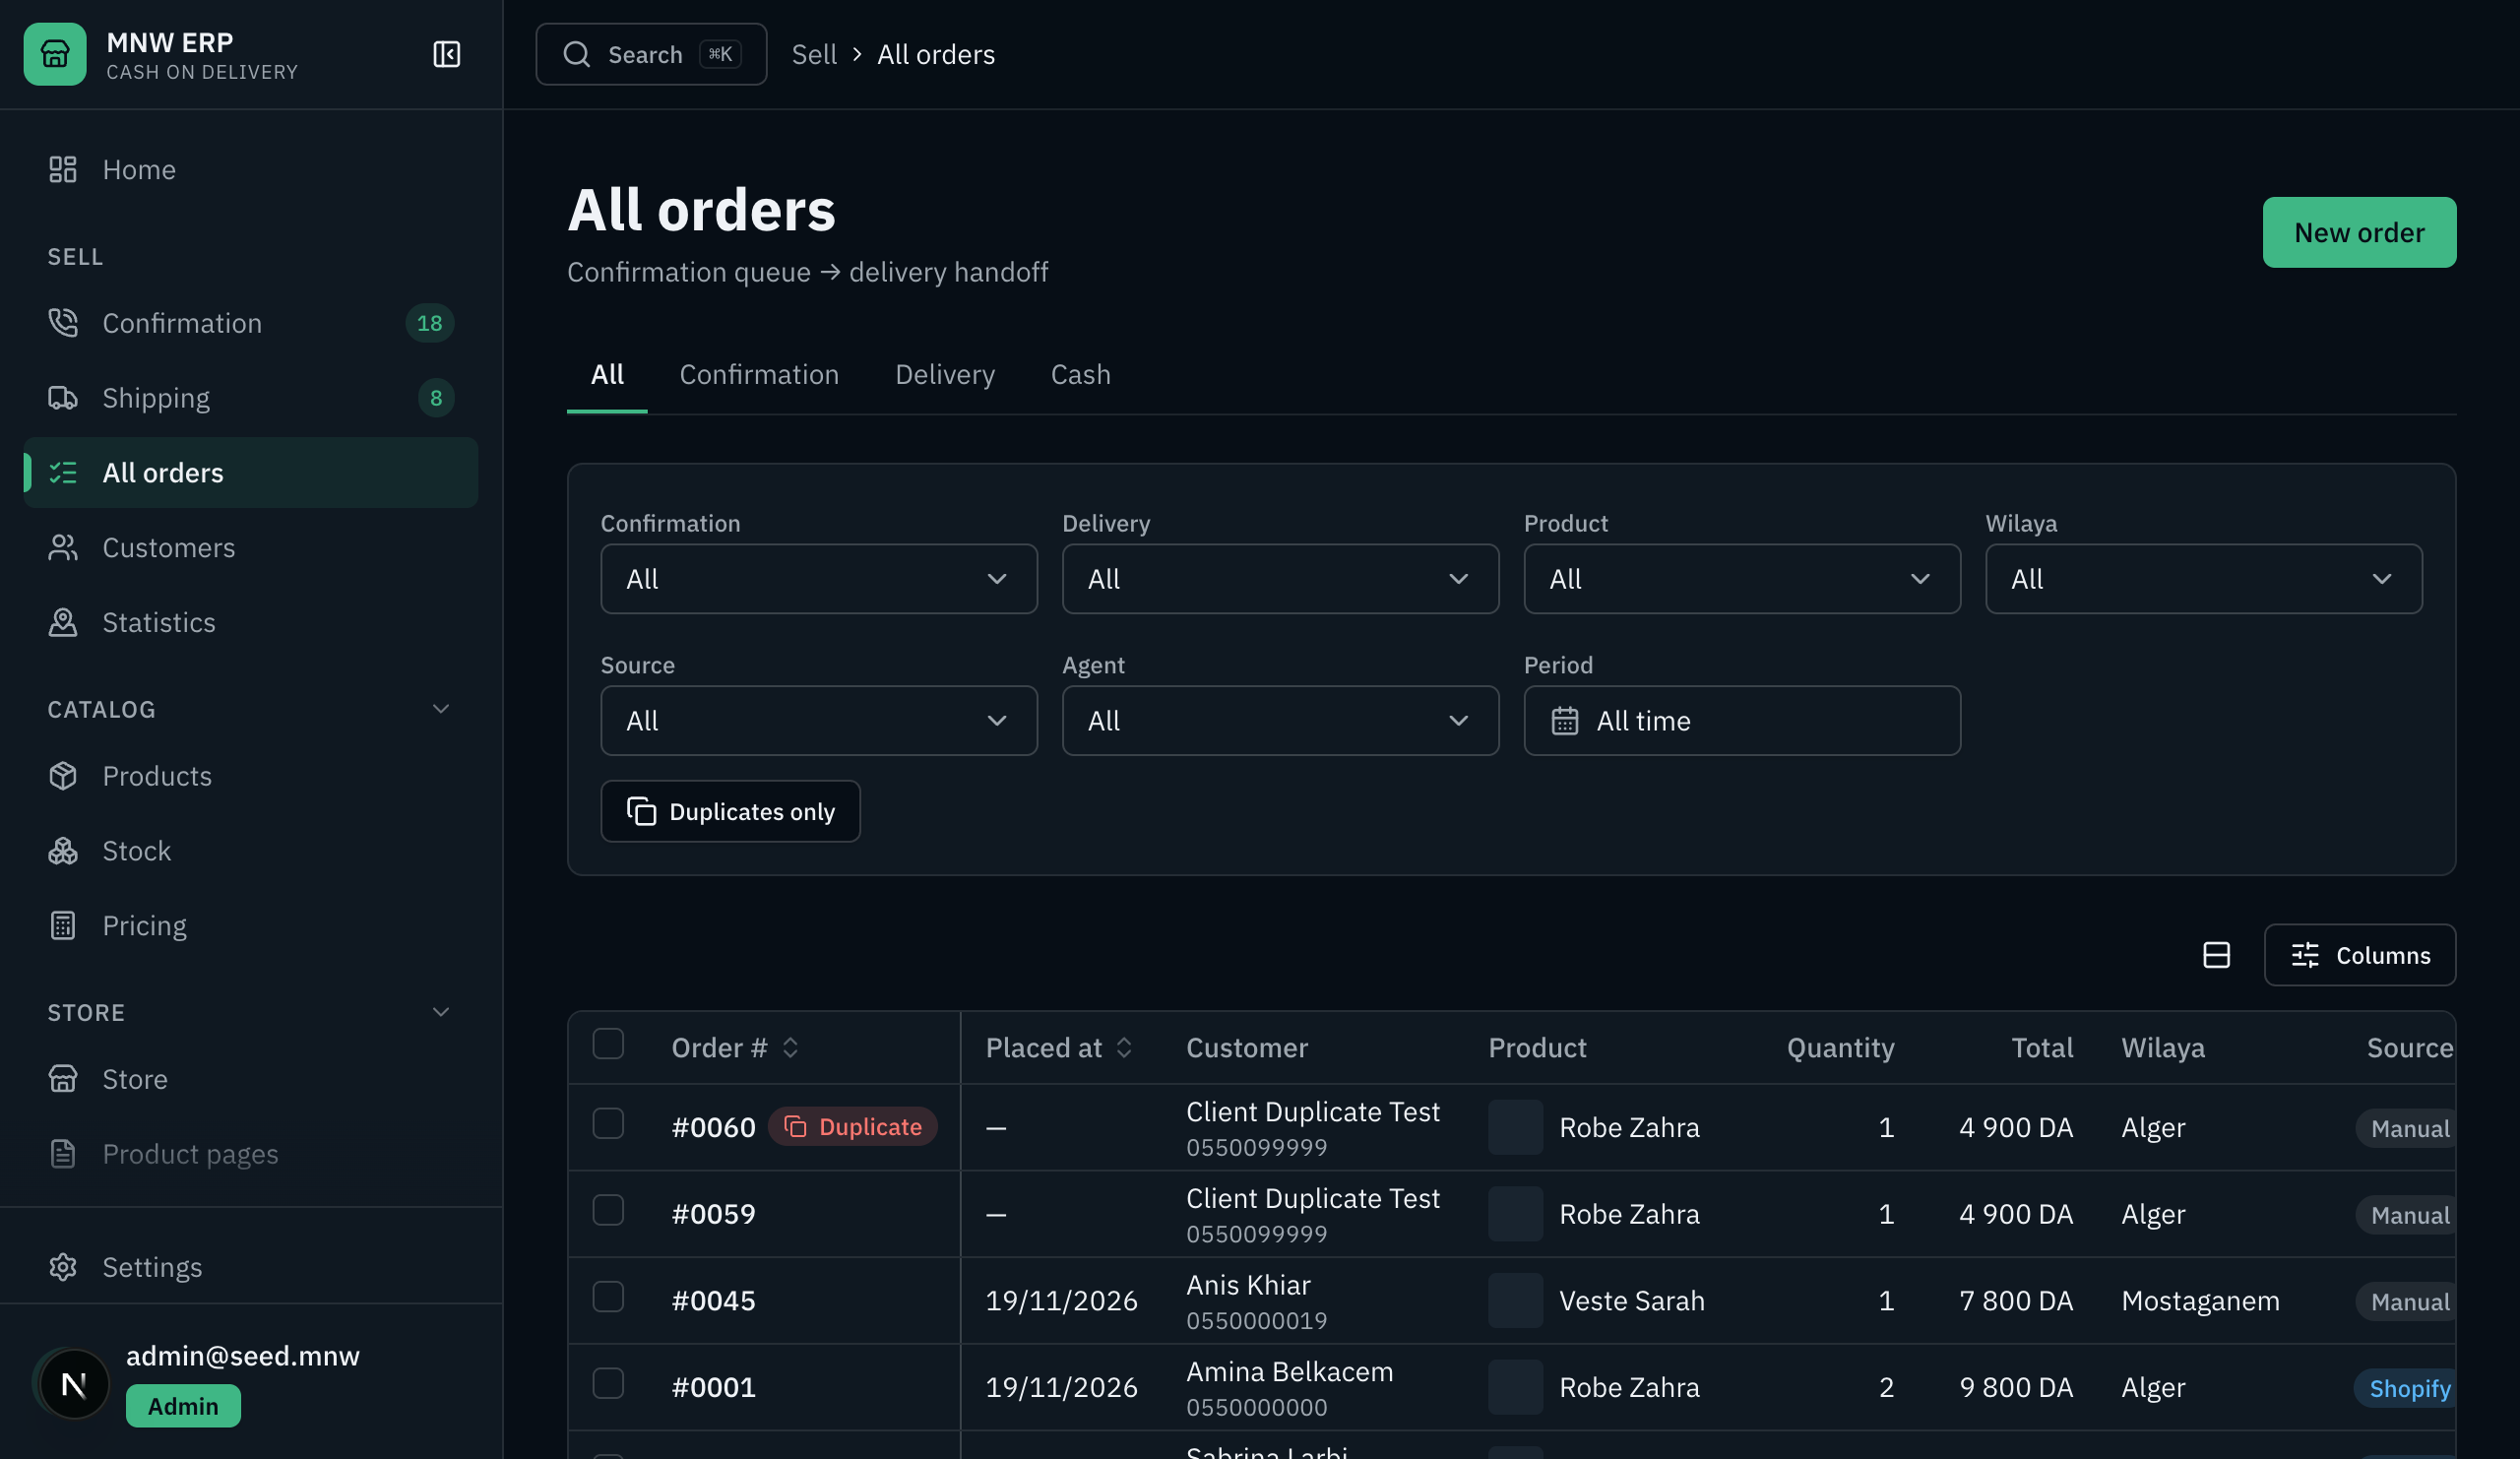 MNW ERP
CASH ON DELIVERY
Home
SELL
Confirmation 18
Shipping 8
All orders
Customers
Statistics
CATALOG
Products
Stock
Pricing
STORE
Store
Product pages
Settings
N
admin@seed.mnw
Admin
Search ⌘K Sell > All orders
All orders
Confirmation queue → delivery handoff
New order
All Confirmation Delivery Cash
Confirmation Delivery Product Wilaya
All All All All
Source Agent Period
All All All time
Duplicates only
Columns
Order # Placed at Customer Product Quantity Total Wilaya Source
#0060 Duplicate — Client Duplicate Test Robe Zahra 1 4 900 DA Alger Manual
0550099999
#0059 — Client Duplicate Test Robe Zahra 1 4 900 DA Alger Manual
0550099999
#0045 19/11/2026 Anis Khiar Veste Sarah 1 7 800 DA Mostaganem Manual
0550000019
#0001 19/11/2026 Amina Belkacem Robe Zahra 2 9 800 DA Alger Shopify
0550000000
Sabrina Larbi